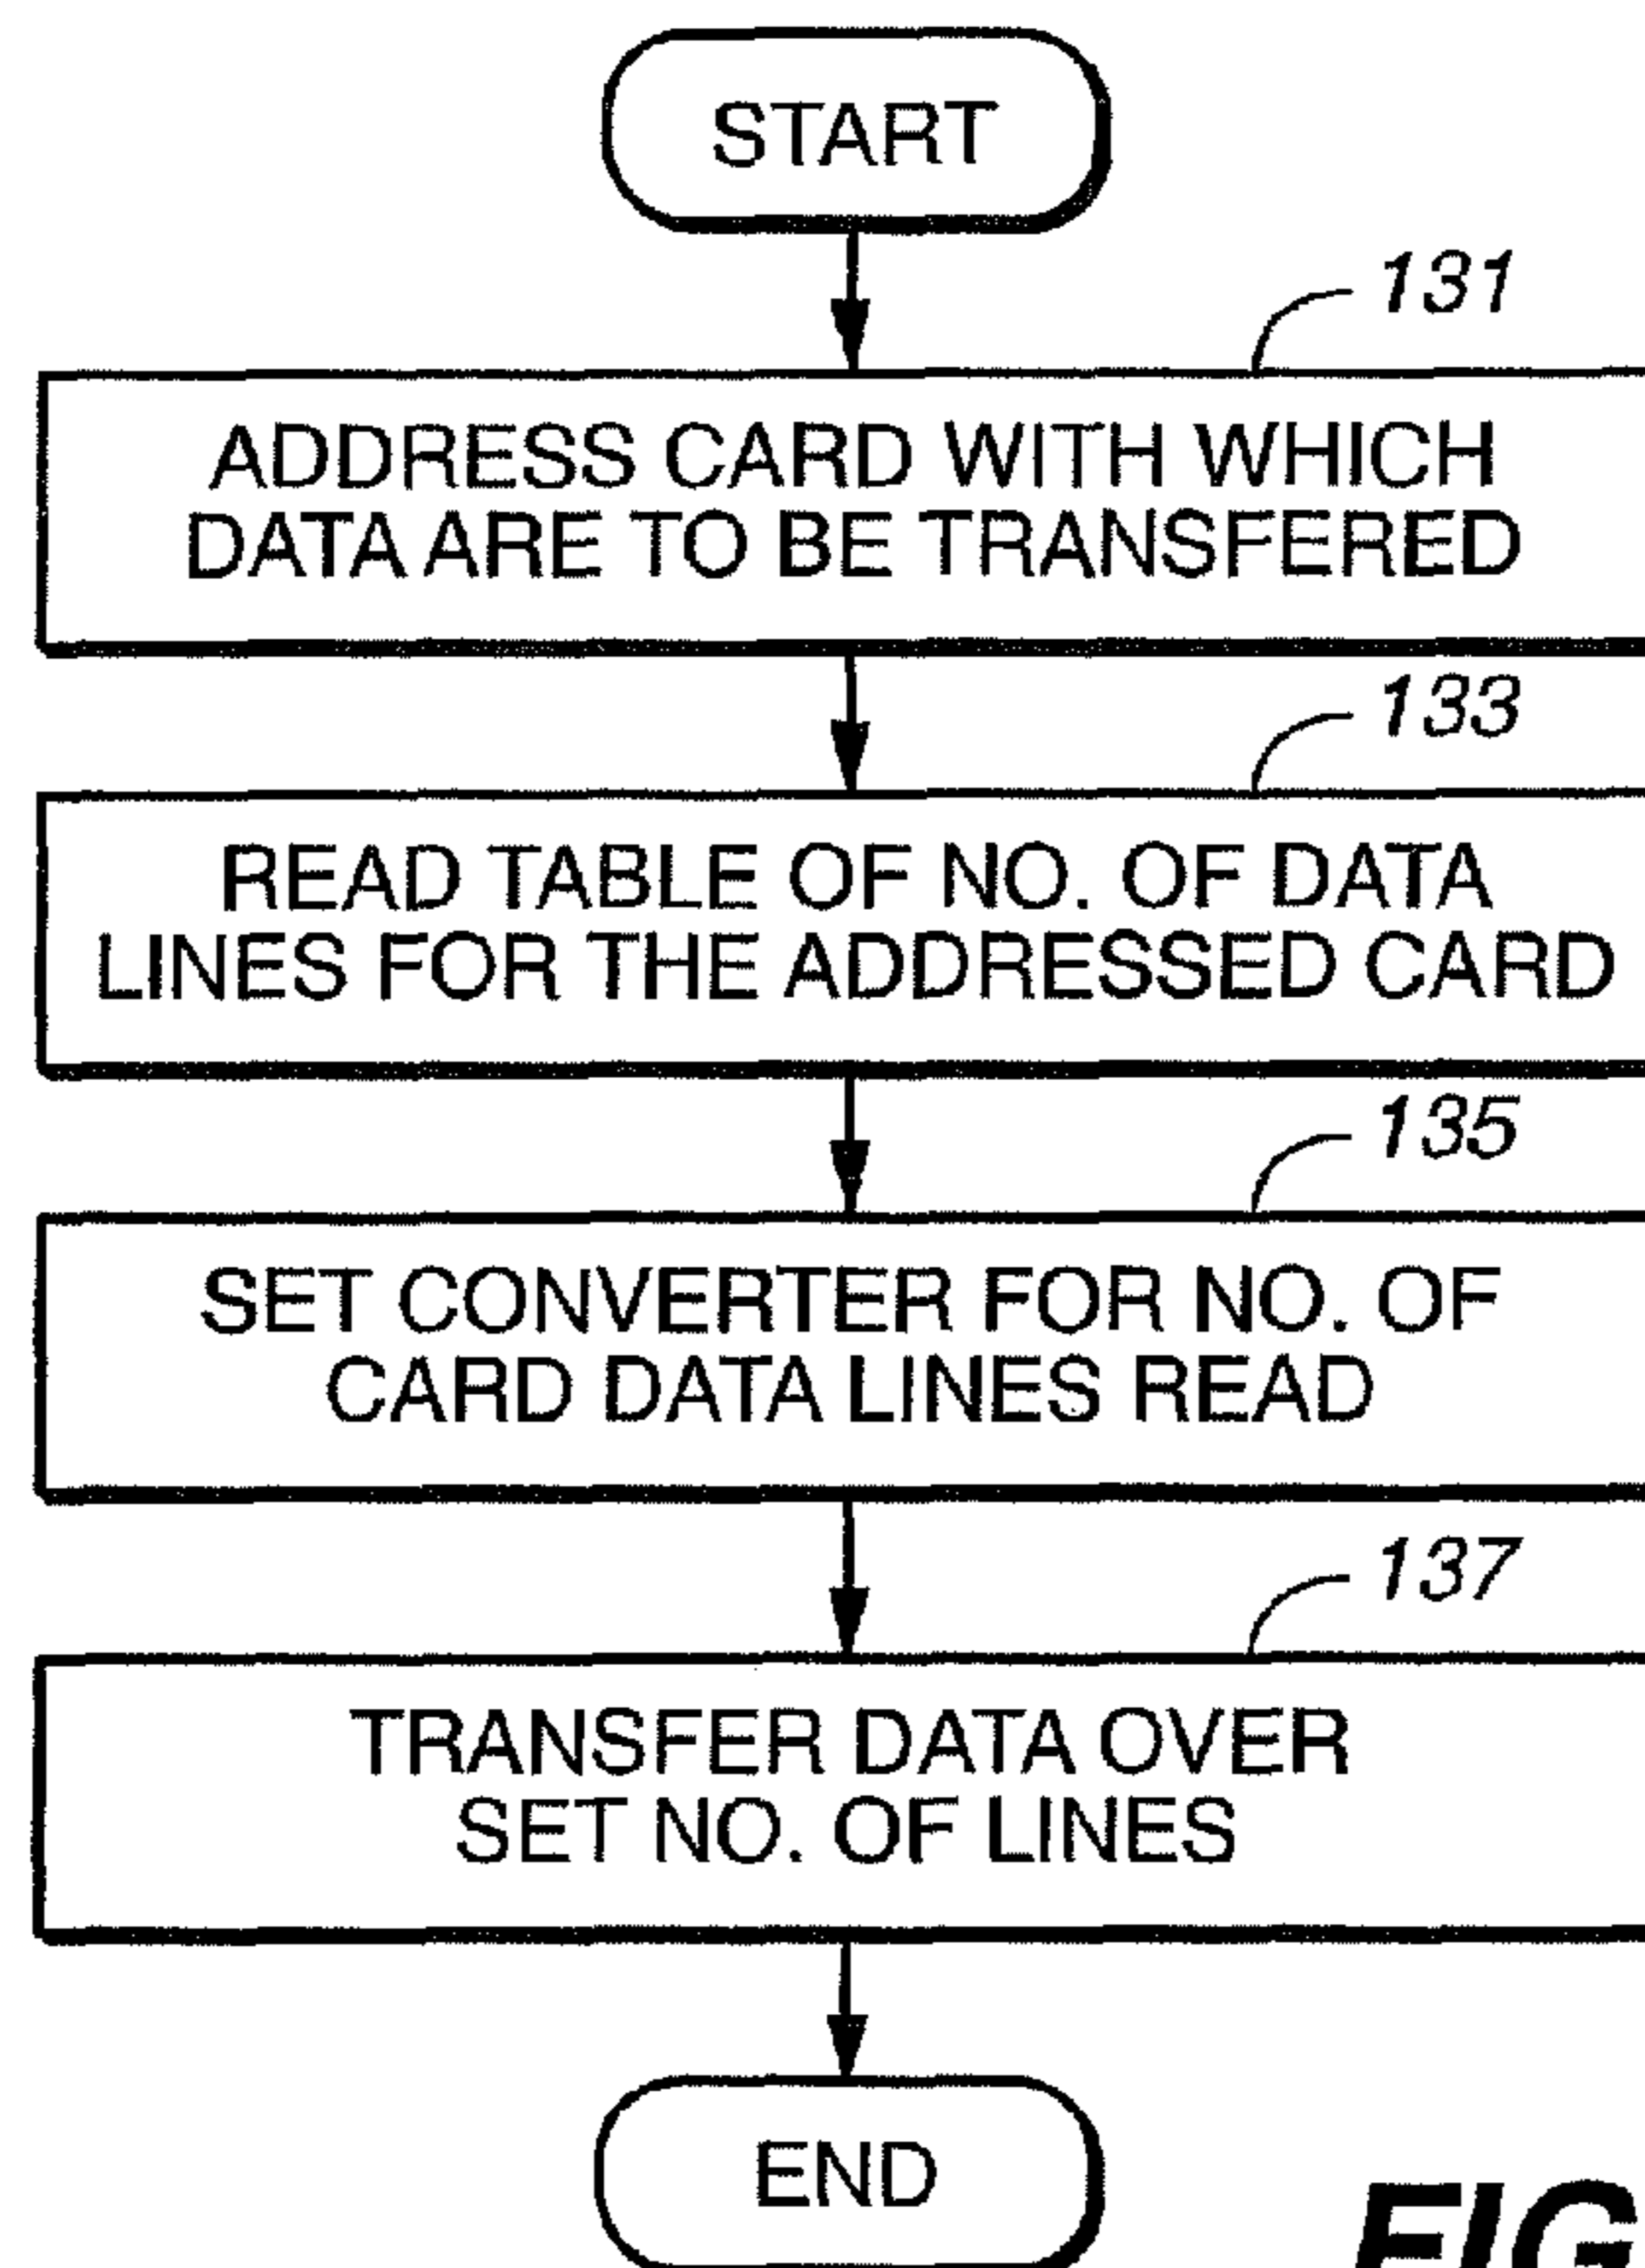 START
131
ADDRESS CARD WITH WHICH
DATA ARE TO BE TRANSFERED
133
READ TABLE OF NO. OF DATA
LINES FOR THE ADDRESSED CARD
135
SET CONVERTER FOR NO. OF
CARD DATA LINES READ
137
TRANSFER DATA OVER
SET NO. OF LINES
END
FIG